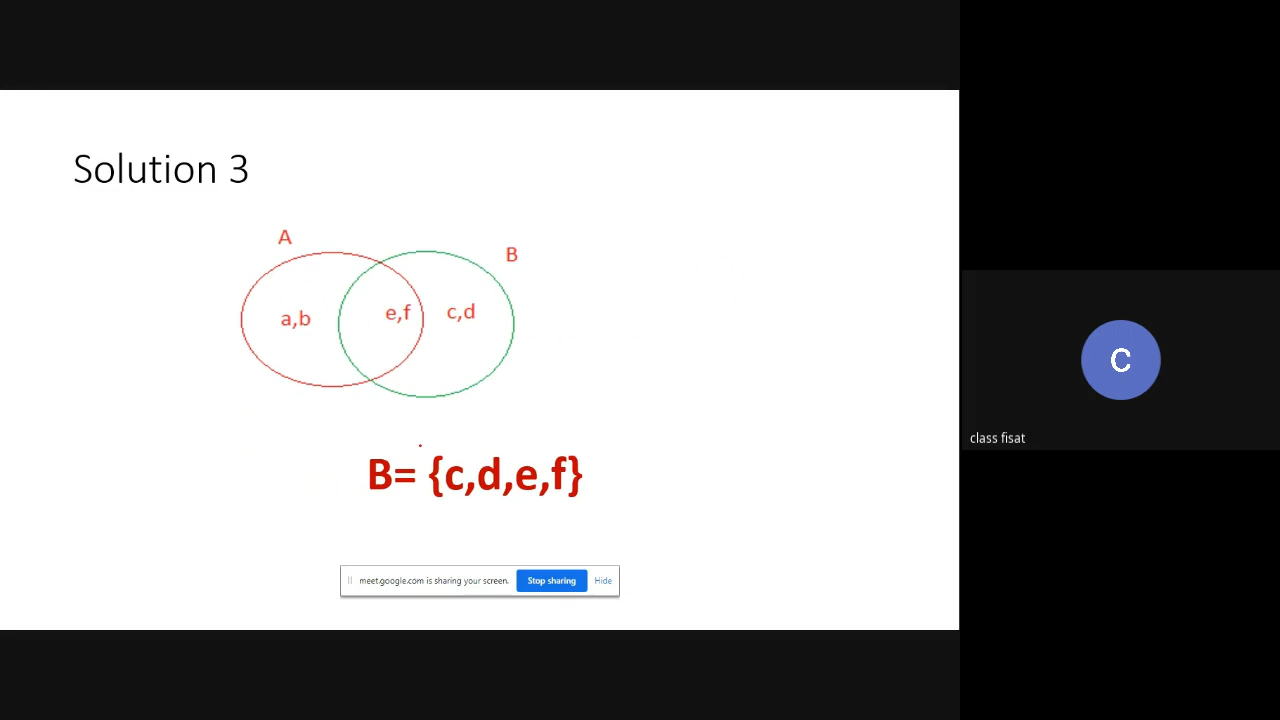 Solution 3
A
B
a,b
e,f
c,d
B= {c,d,e,f}
meet.google.com is sharing your screen. Stop sharing Hide
C
class fisat